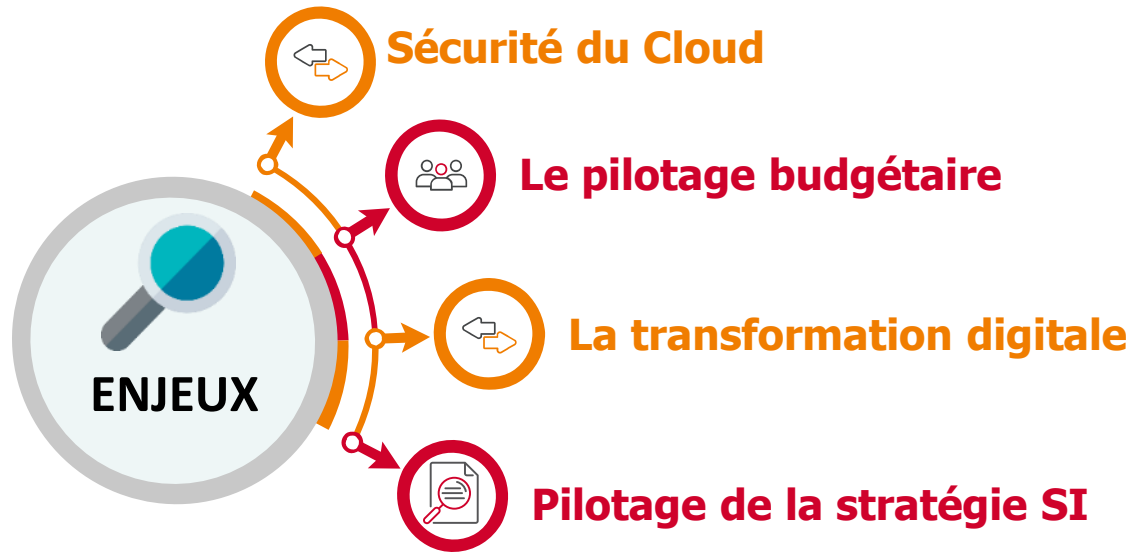 Sécurité du Cloud
Le pilotage budgétaire
La transformation digitale
ENJEUX
Pilotage de la stratégie SI